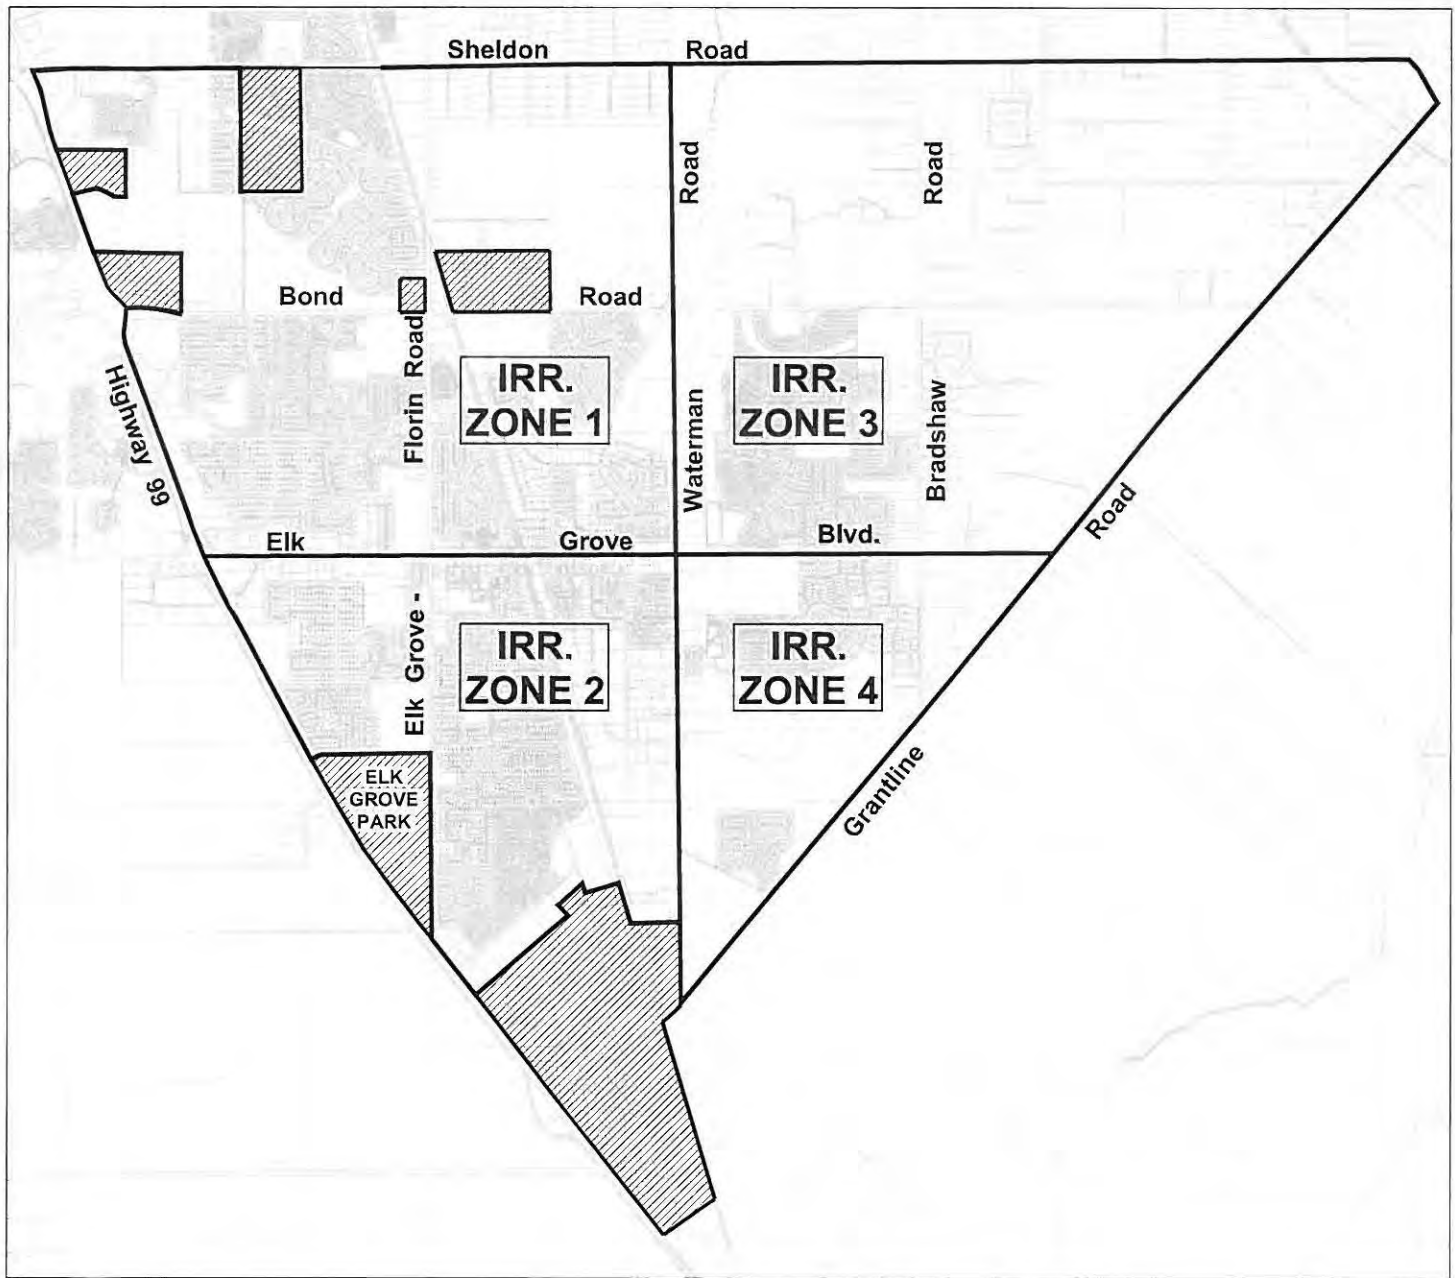 Sheldon Road
Road
Road
Bond Road
Florin Road
Highway 99
IRR.
ZONE 1
IRR.
ZONE 3
Waterman
Bradshaw
Road
Elk Grove Blvd.
Elk Grove -
IRR.
ZONE 2
IRR.
ZONE 4
Grantline
ELK
GROVE
PARK